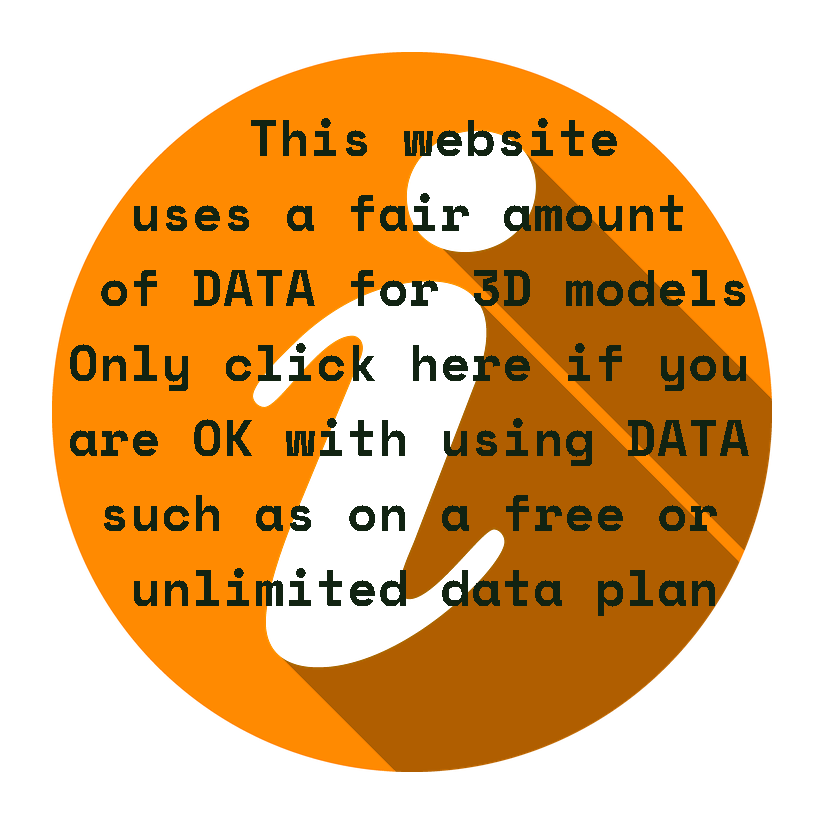 This website
uses a fair amount
of DATA for 3D models
Only click here if you
are OK with using DATA
such as on a free or
unlimited data plan